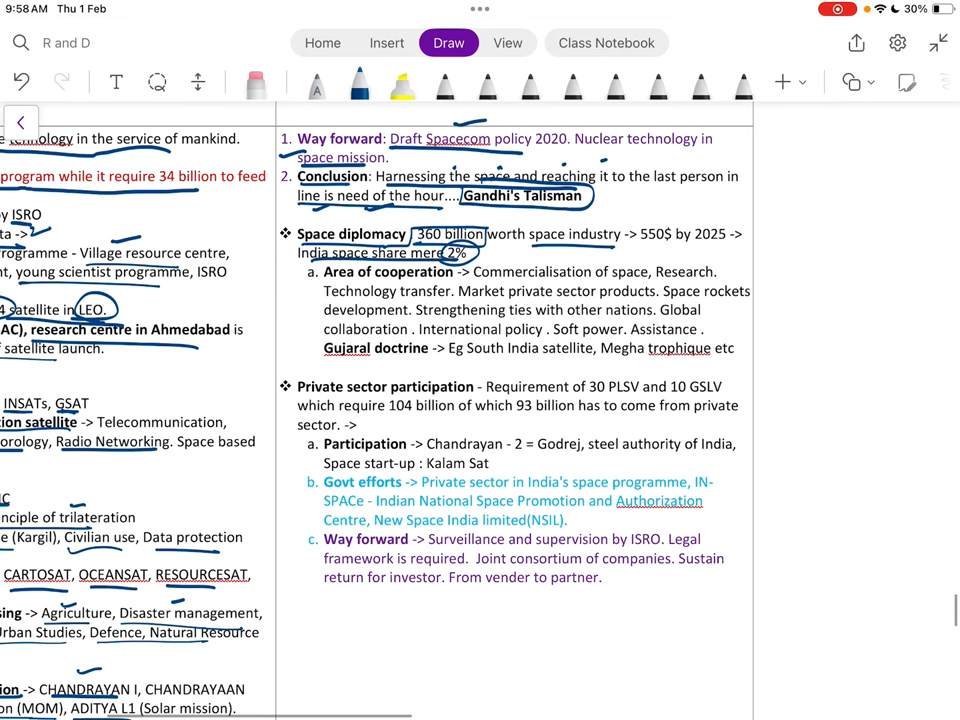 9:58 AM Thu 1 Feb
30%
R and D
Home Insert Draw View Class Notebook
T
A
technology in the service of mankind.
program while it require 34 billion to feed
by ISRO
ta ->
rogramme - Village resource centre,
nt, young scientist programme, ISRO
4 satellite in LEO.
AC), research centre in Ahmedabad is
f satellite launch.
INSATs, GSAT
tion satellite -> Telecommunication,
orology, Radio Networking. Space based
IC
inciple of trilateration
e (Kargil), Civilian use, Data protection
CARTOSAT, OCEANSAT, RESOURCESAT,
sing -> Agriculture, Disaster management,
Urban Studies, Defence, Natural Resource
ion -> CHANDRAYAN I, CHANDRAYAAN
on (MOM), ADITYA L1 (Solar mission).
1. Way forward: Draft Spacecom policy 2020. Nuclear technology in
space mission.
2. Conclusion: Harnessing the space and reaching it to the last person in
line is need of the hour.... Gandhi's Talisman
❖ Space diplomacy 360 billion worth space industry -> 550$ by 2025 ->
India space share mere 2%
a. Area of cooperation -> Commercialisation of space, Research.
Technology transfer. Market private sector products. Space rockets
development. Strengthening ties with other nations. Global
collaboration . International policy . Soft power. Assistance .
Gujaral doctrine -> Eg South India satellite, Megha trophique etc
❖ Private sector participation - Requirement of 30 PLSV and 10 GSLV
which require 104 billion of which 93 billion has to come from private
sector. ->
a. Participation -> Chandrayan - 2 = Godrej, steel authority of India,
Space start-up : Kalam Sat
b. Govt efforts -> Private sector in India's space programme, IN-
SPACe - Indian National Space Promotion and Authorization
Centre, New Space India limited(NSIL).
c. Way forward -> Surveillance and supervision by ISRO. Legal
framework is required. Joint consortium of companies. Sustain
return for investor. From vender to partner.